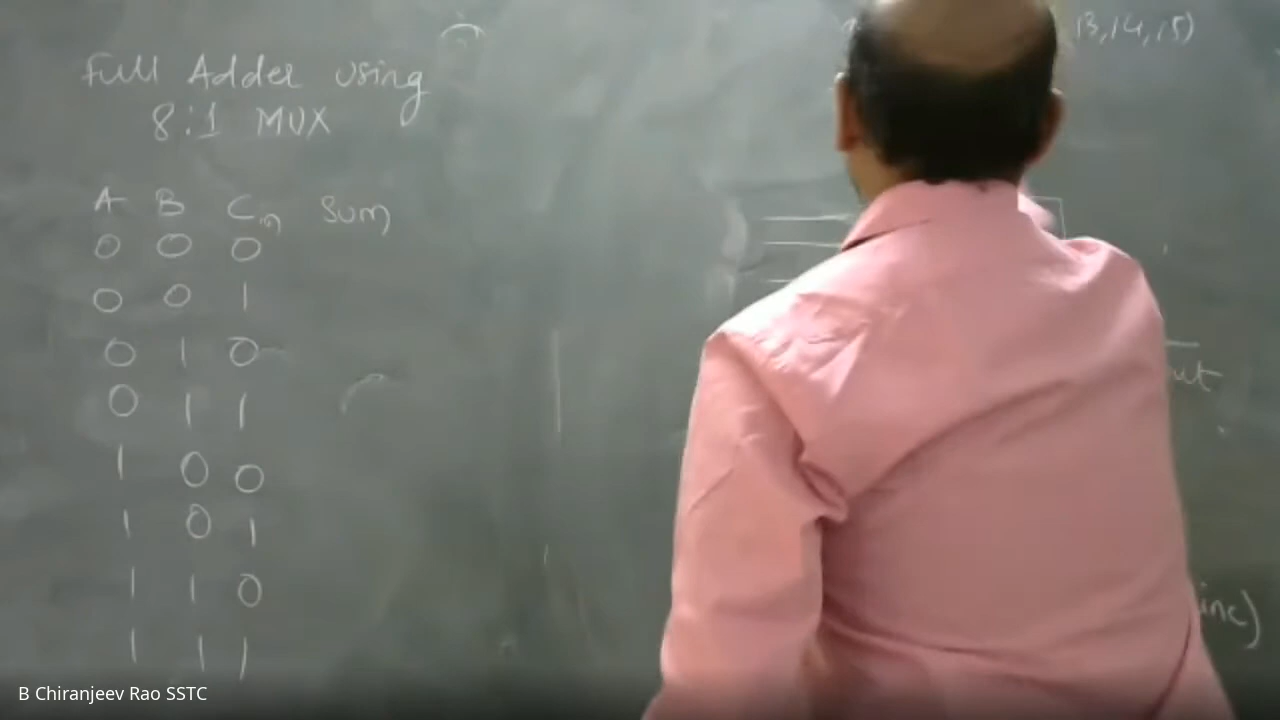 Full Adder using
8:1 MUX
A B Cin Sum
0 0 0
0 0 1
0 1 0
0 1 1
1 0 0
1 0 1
1 1 0
1 1 1
13,14,15)
ut
ine)
B Chiranjeev Rao SSTC